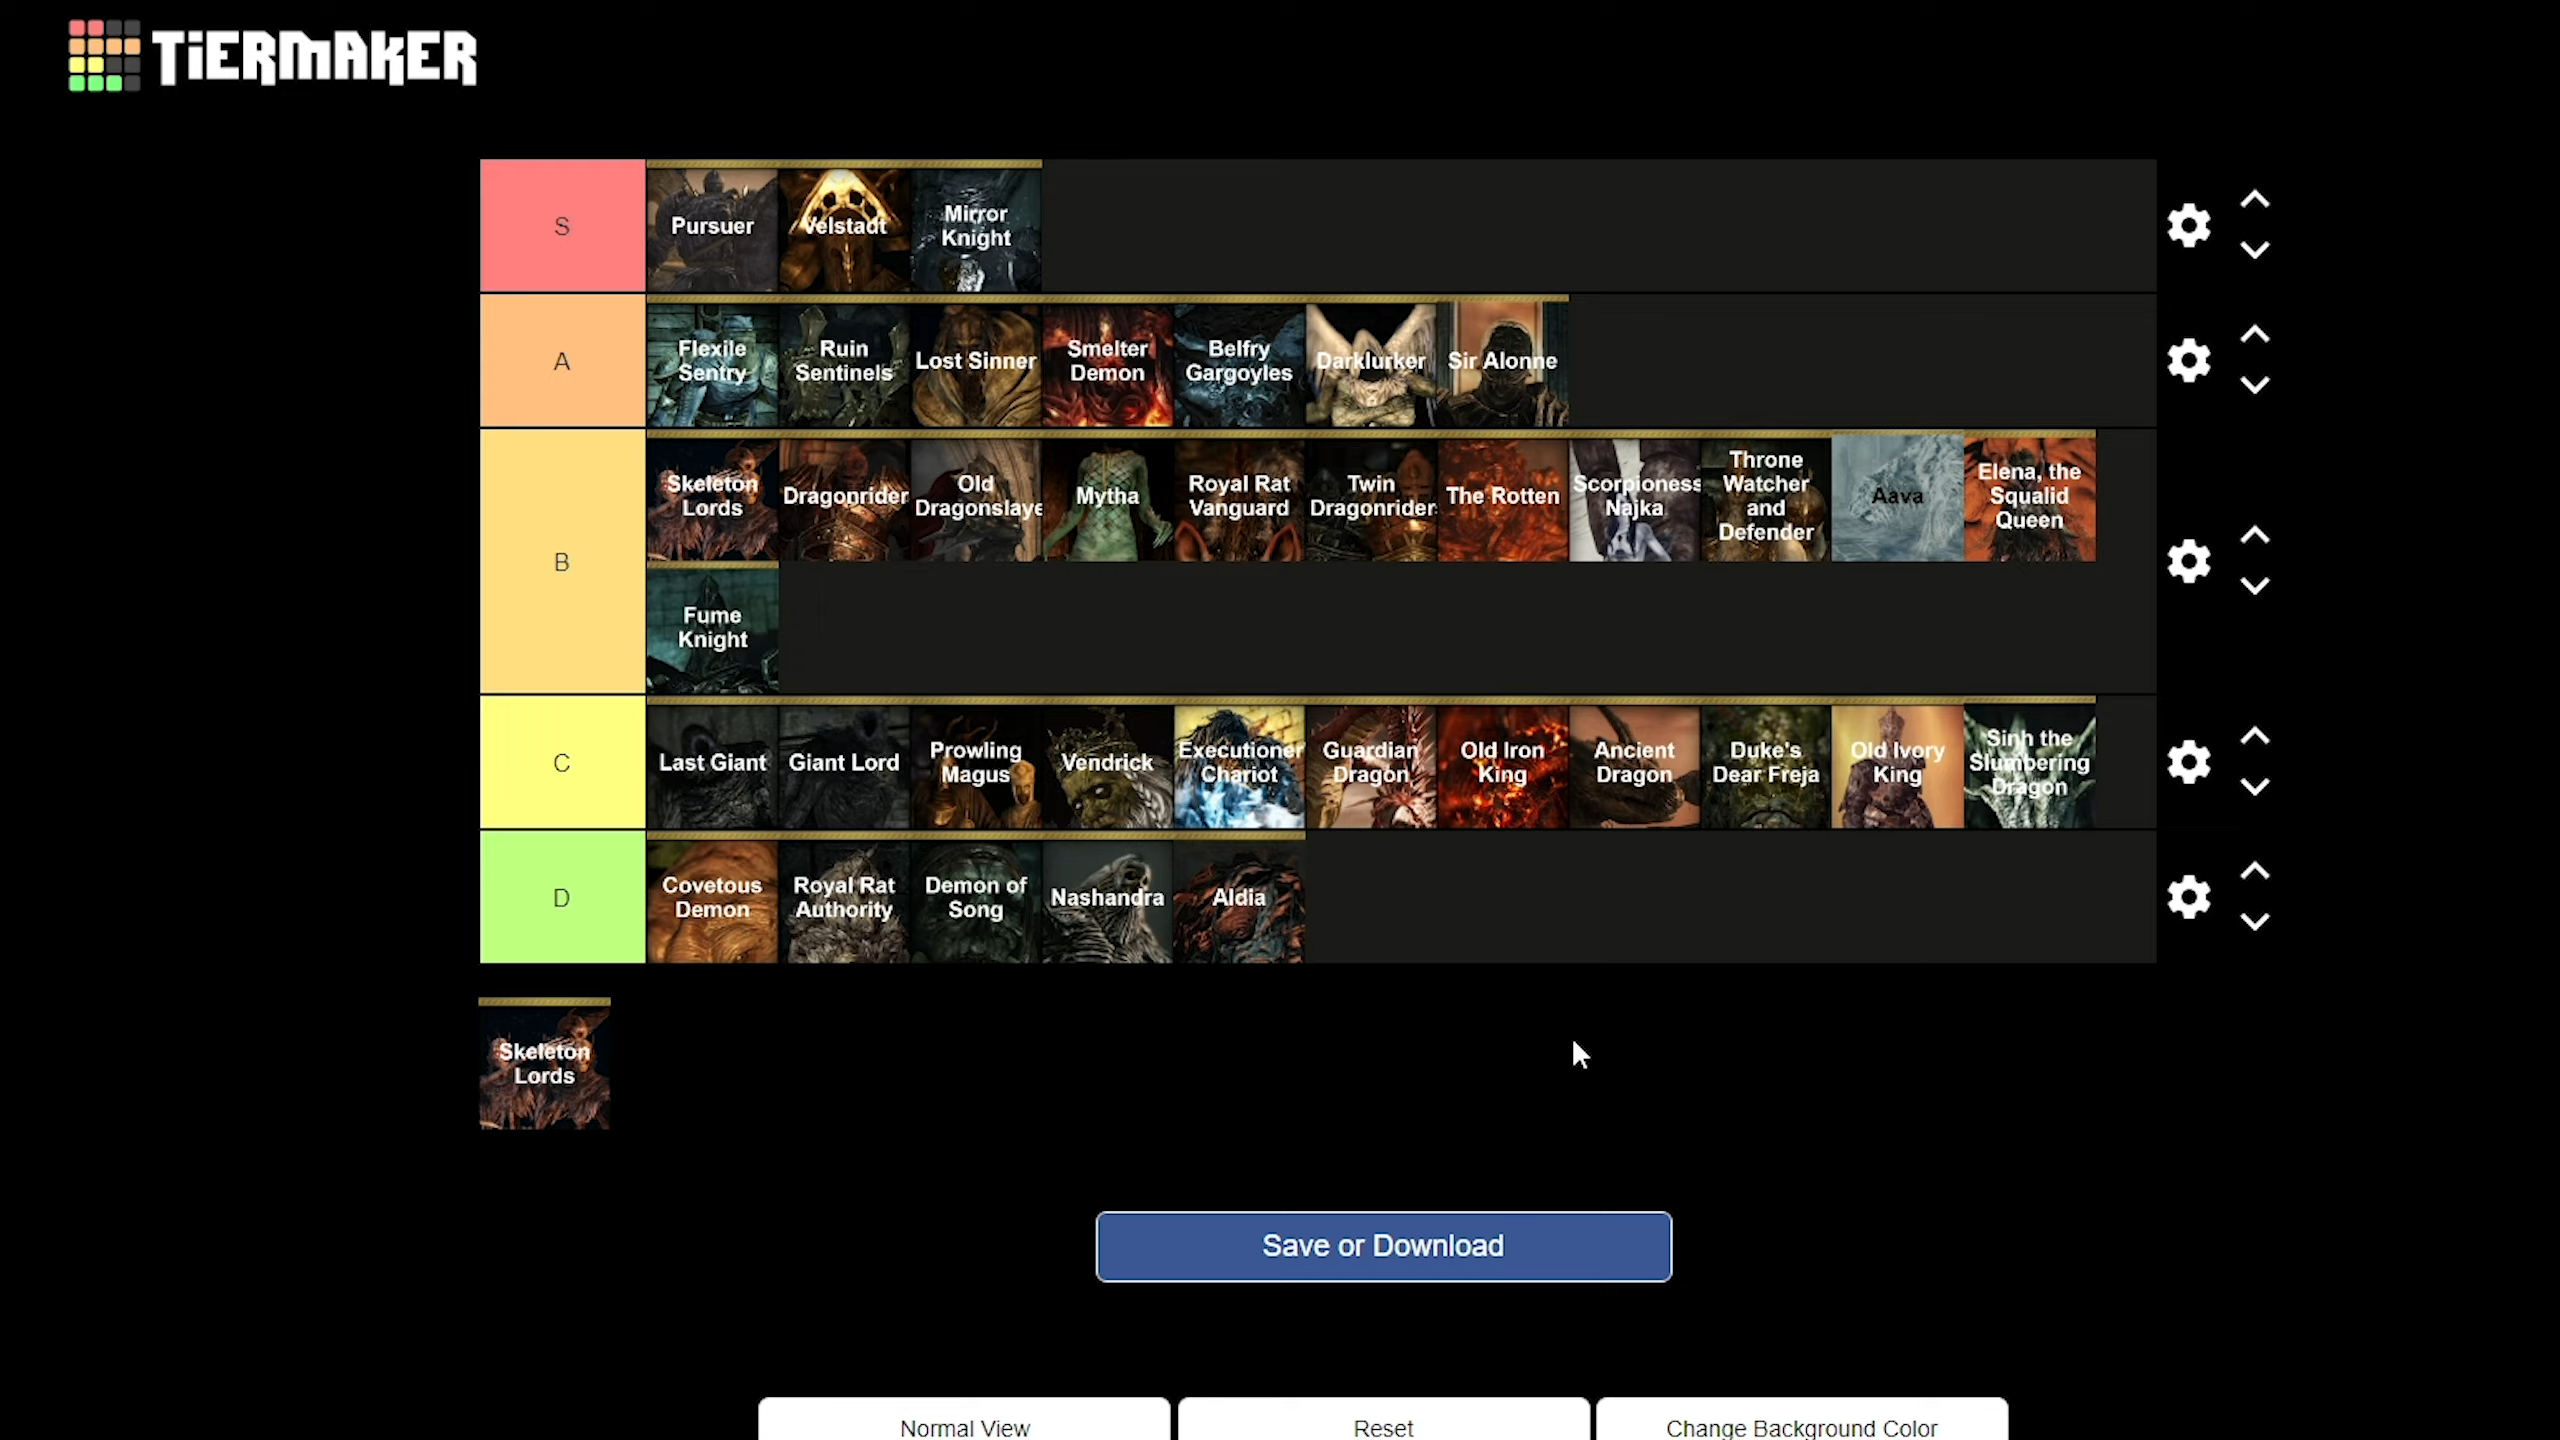 TiERMAKER
S
Pursuer
Velstadt
Mirror
Knight
A
Flexile
Sentry
Ruin
Sentinels
Lost Sinner
Smelter
Demon
Belfry
Gargoyles
Darklurker
Sir Alonne
B
Skeleton
Lords
Dragonrider
Old
Dragonslaye
Mytha
Royal Rat
Vanguard
Twin
Dragonrider
The Rotten
Scorpioness
Najka
Throne
Watcher
and
Defender
Aava
Elena, the
Squalid
Queen
Fume
Knight
C
Last Giant
Giant Lord
Prowling
Magus
Vendrick
Executioner
Chariot
Guardian
Dragon
Old Iron
King
Ancient
Dragon
Duke's
Dear Freja
Old Ivory
King
Sinh the
Slumbering
Dragon
D
Covetous
Demon
Royal Rat
Authority
Demon of
Song
Nashandra
Aldia
Skeleton
Lords
Save or Download
Normal View
Reset
Change Background Color